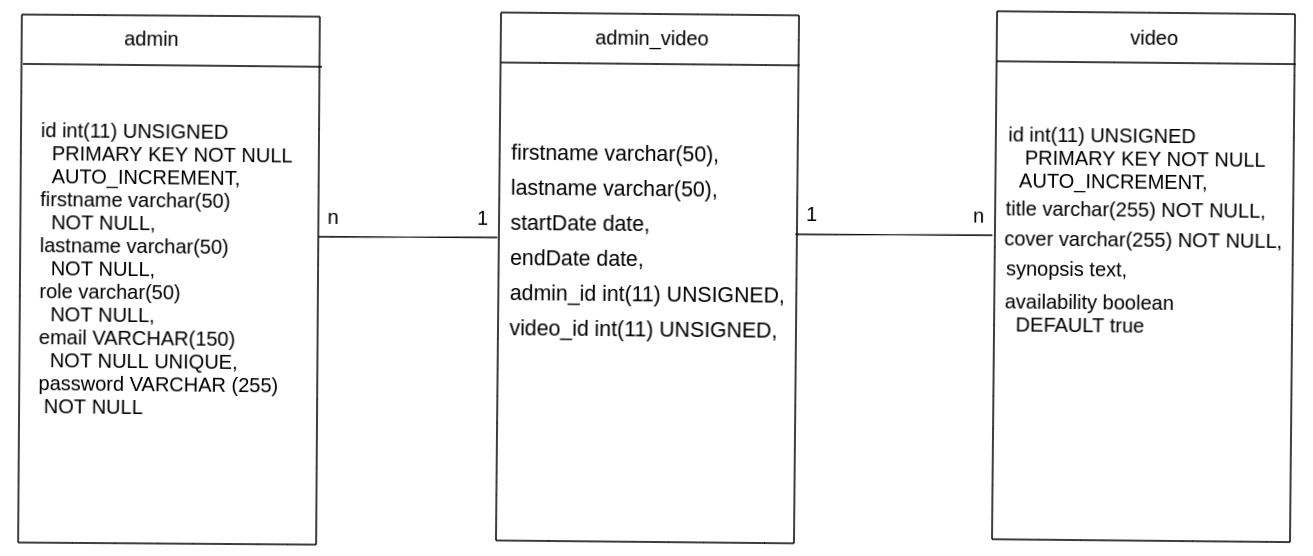 admin
id int(11) UNSIGNED
PRIMARY KEY NOT NULL
AUTO_INCREMENT,
firstname varchar(50)
NOT NULL,
lastname varchar(50)
NOT NULL,
role varchar(50)
NOT NULL,
email VARCHAR(150)
NOT NULL UNIQUE,
password VARCHAR (255)
NOT NULL
n
1
admin_video
firstname varchar(50),
lastname varchar(50),
startDate date,
endDate date,
admin_id int(11) UNSIGNED,
video_id int(11) UNSIGNED,
1
n
video
id int(11) UNSIGNED
PRIMARY KEY NOT NULL
AUTO_INCREMENT,
title varchar(255) NOT NULL,
cover varchar(255) NOT NULL,
synopsis text,
availability boolean
DEFAULT true